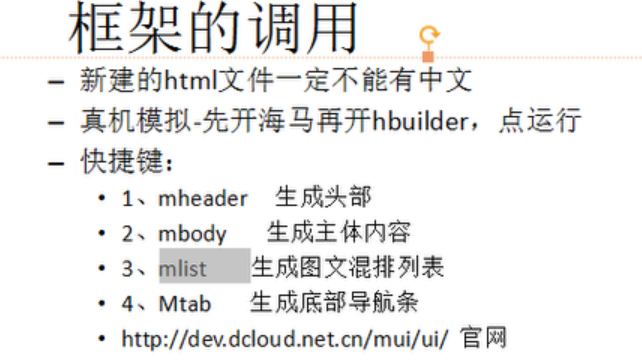 框架的调用
– 新建的html文件一定不能有中文
– 真机模拟-先开海马再开hbuilder，点运行
– 快捷键：
• 1、mheader 生成头部
• 2、mbody 生成主体内容
• 3、mlist 生成图文混排列表
• 4、Mtab 生成底部导航条
• http://dev.dcloud.net.cn/mui/ui/ 官网